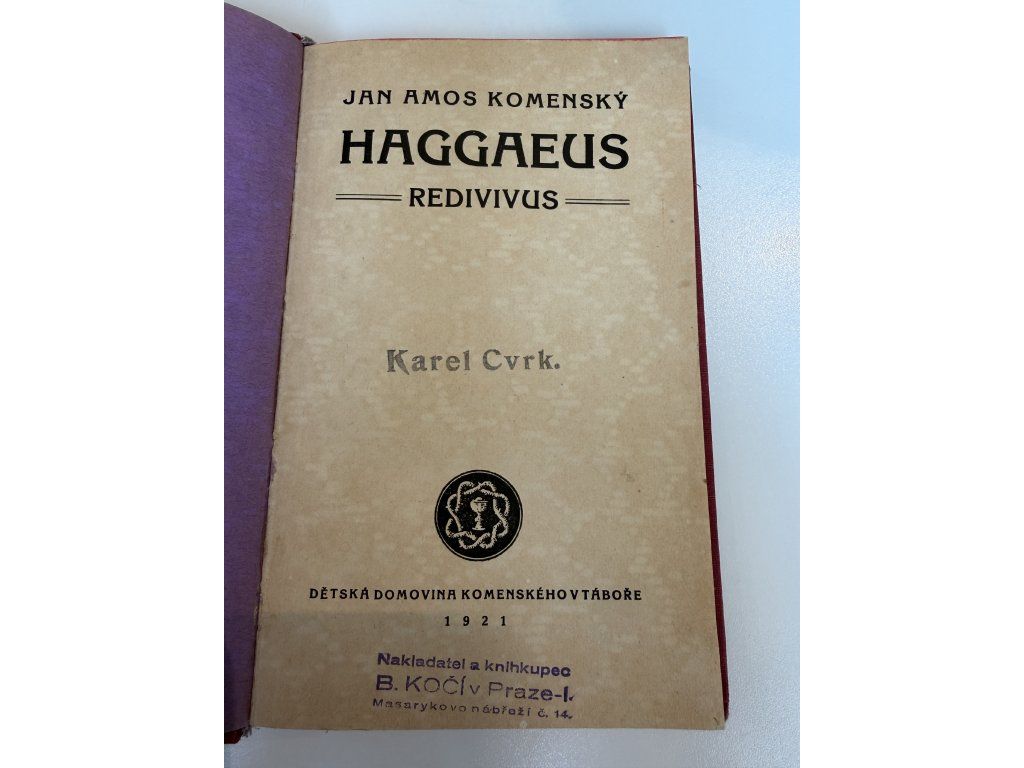 JAN AMOS KOMENSKÝ
HAGGAEUS
REDIVIVUS
Karel Cvrk.
DĚTSKÁ DOMOVINA KOMENSKÉHO V TÁBOŘE
1921
Nakladatel a knihkupec
B. KOČÍ v Praze-I.
Masarykovo nábřeží č. 14.